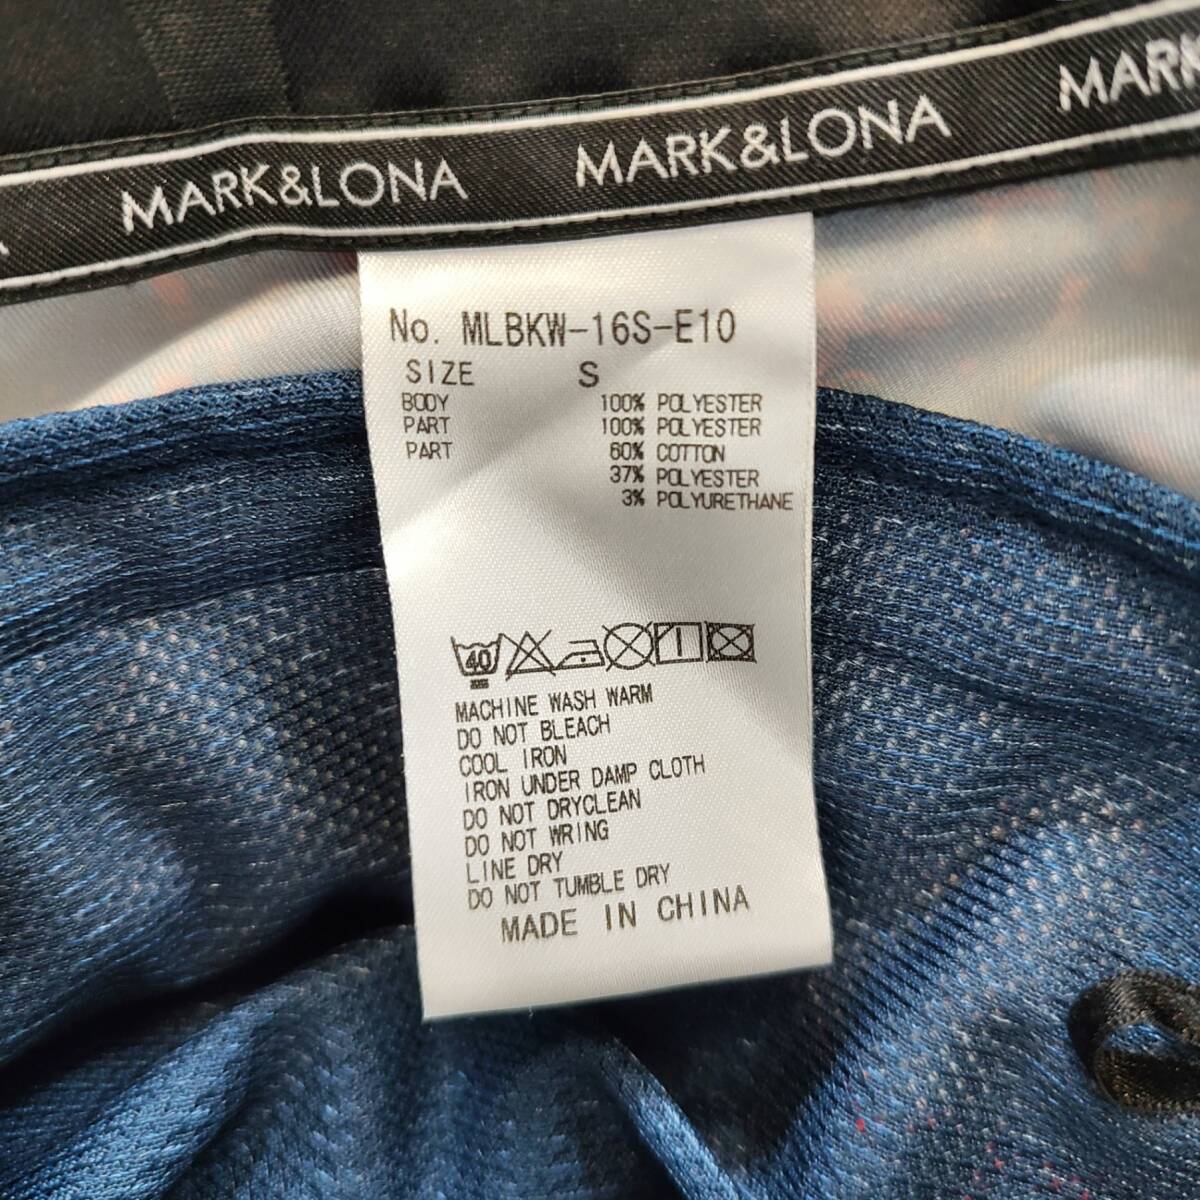 MARK&LONA MARK&LONA MARK
No. MLBKW-16S-E10
SIZE S
BODY 100% POLYESTER
PART 100% POLYESTER
PART 60% COTTON
37% POLYESTER
3% POLYURETHANE
40
MACHINE WASH WARM
DO NOT BLEACH
COOL IRON
IRON UNDER DAMP CLOTH
DO NOT DRYCLEAN
DO NOT WRING
LINE DRY
DO NOT TUMBLE DRY
MADE IN CHINA